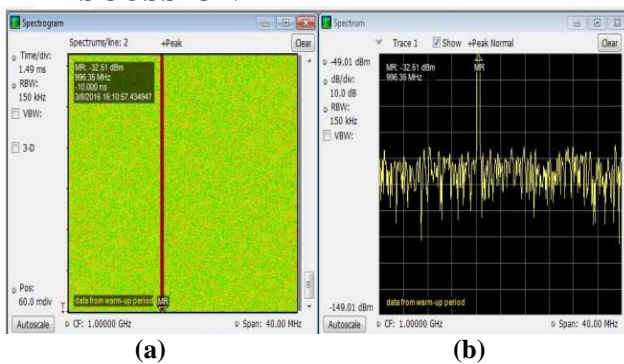 Spectrogram
Spectrums/line: 2 +Peak Clear
Time/div:
1.49 ms
RBW:
150 kHz
VBW:
3-D
MR: -32.51 dBm
996.35 MHz
-10.000 ns
3/8/2016 16:10:57.434947
Pos:
60.0 mdiv
data from warm-up period MR
Autoscale CF: 1.00000 GHz Span: 40.00 MHz
(a)
Spectrum
Trace 1 Show +Peak Normal Clear
-49.01 dBm
dB/div:
10.0 dB
RBW:
150 kHz
VBW:
MR: -32.51 dBm
996.35 MHz
MR
data from warm-up period
-149.01 dBm
Autoscale CF: 1.00000 GHz Span: 40.00 MHz
(b)